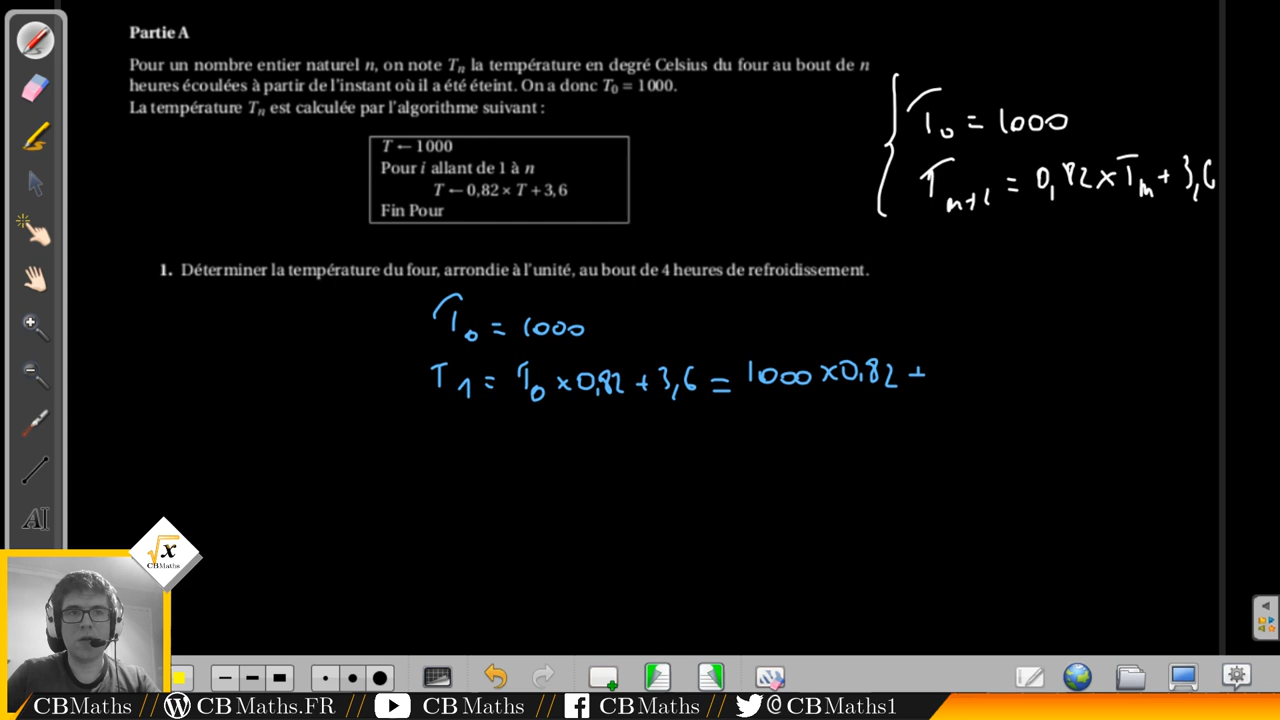 Partie A
Pour un nombre entier naturel n, on note Tn la température en degré Celsius du four au bout de n
heures écoulées à partir de l'instant où il a été éteint. On a donc T0 = 1000.
La température Tn est calculée par l'algorithme suivant :
T ← 1000
Pour i allant de 1 à n
T ← 0,82 × T + 3,6
Fin Pour
T0 = 1000
Tn+1 = 0,82 × Tn + 3,6
1. Déterminer la température du four, arrondie à l'unité, au bout de 4 heures de refroidissement.
T0 = 1000
T1 = T0 × 0,82 + 3,6 = 1000 × 0,82 +
AI
√x
CBMaths
CBMaths
CBMaths.FR
CBMaths
CBMaths
@CBMaths1